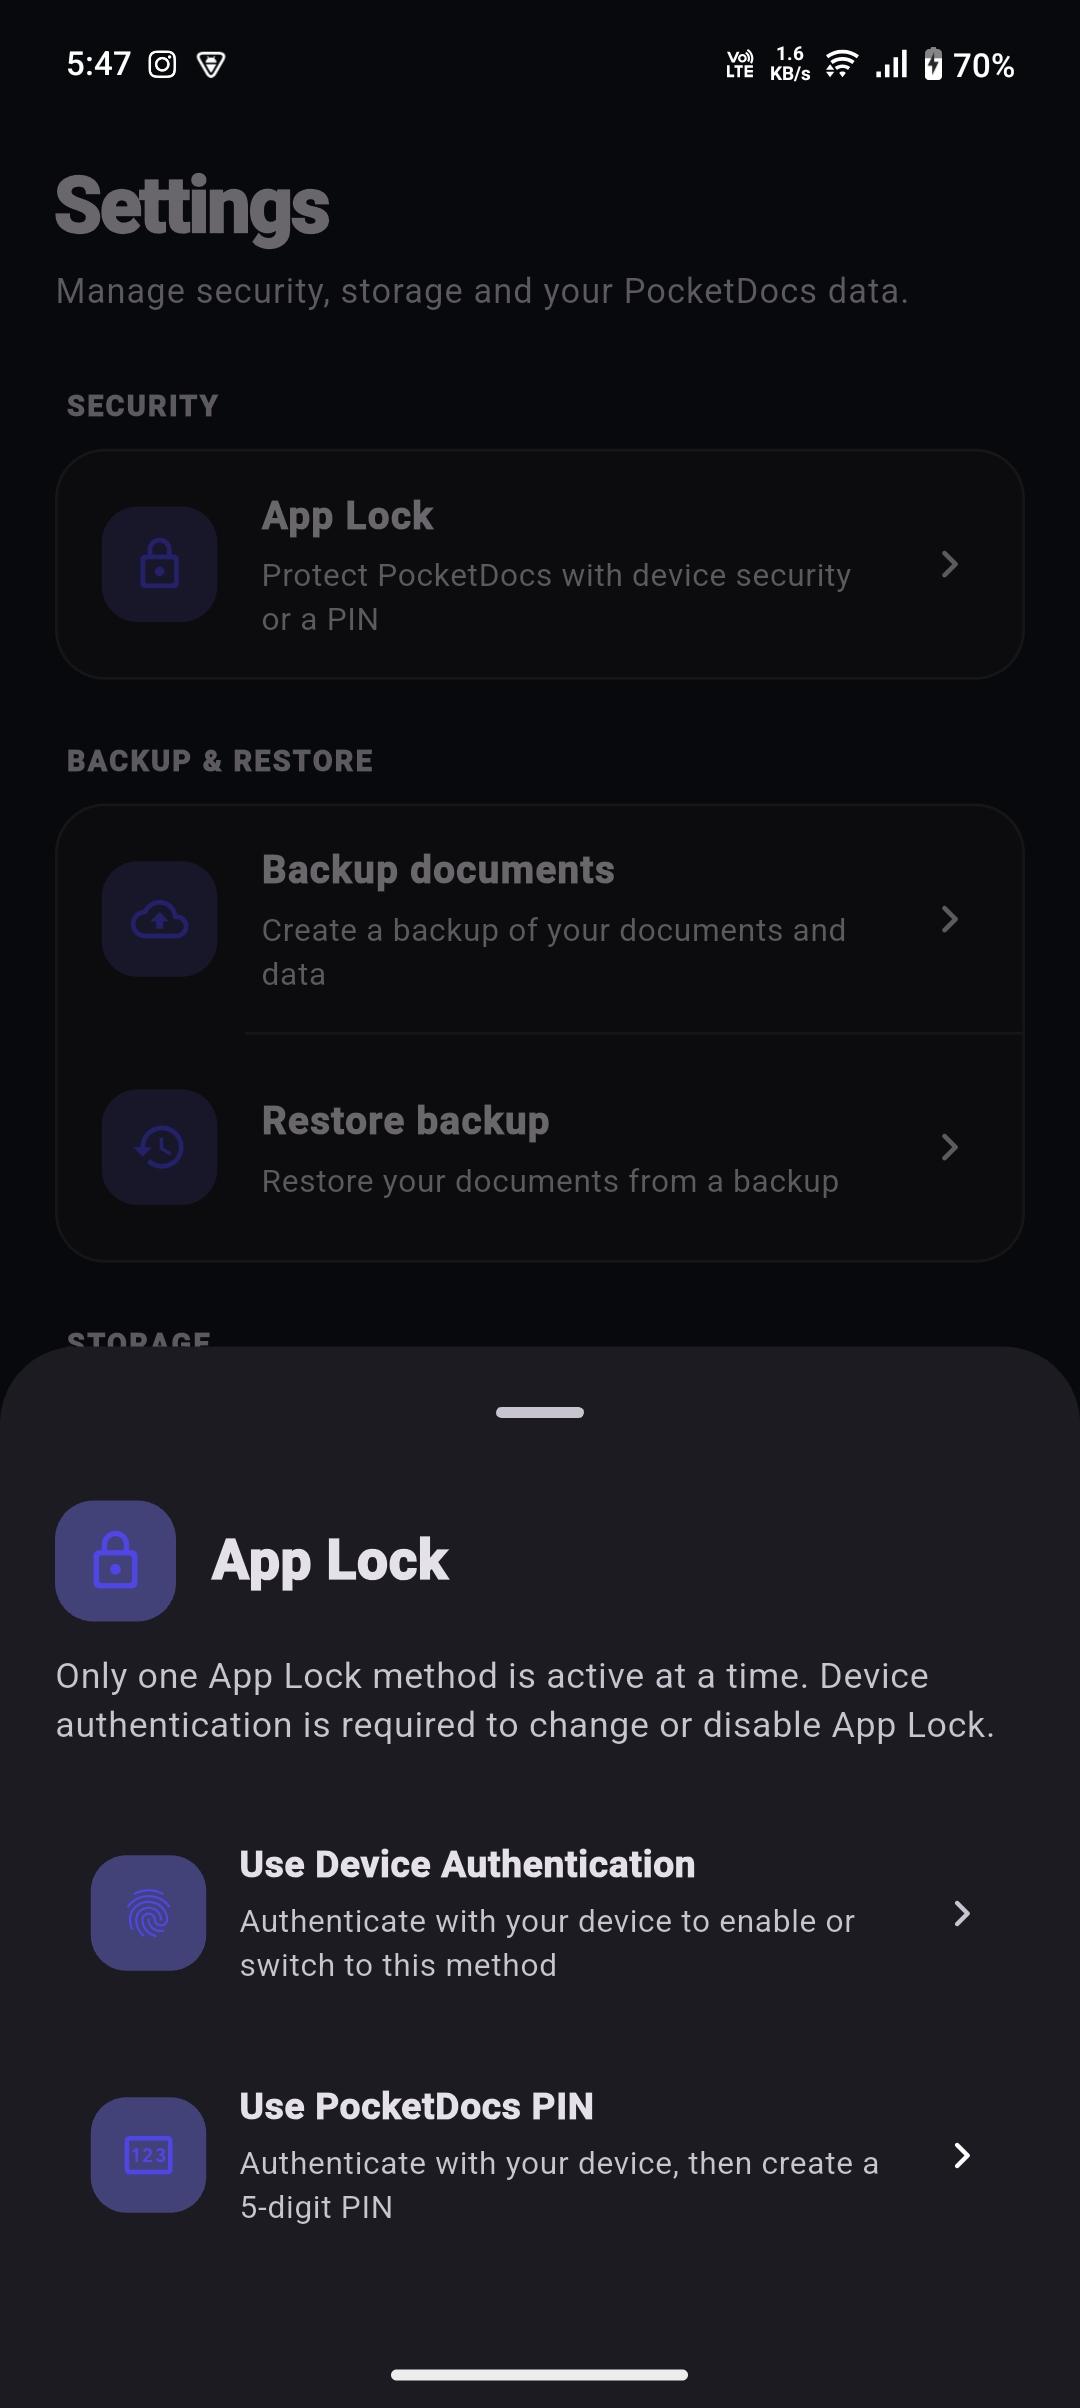 5:47
Vo LTE 1.6 KB/s 70%
Settings
Manage security, storage and your PocketDocs data.
SECURITY
App Lock
Protect PocketDocs with device security
or a PIN
BACKUP & RESTORE
Backup documents
Create a backup of your documents and
data
Restore backup
Restore your documents from a backup
STORAGE
App Lock
Only one App Lock method is active at a time. Device
authentication is required to change or disable App Lock.
Use Device Authentication
Authenticate with your device to enable or
switch to this method
123
Use PocketDocs PIN
Authenticate with your device, then create a
5-digit PIN